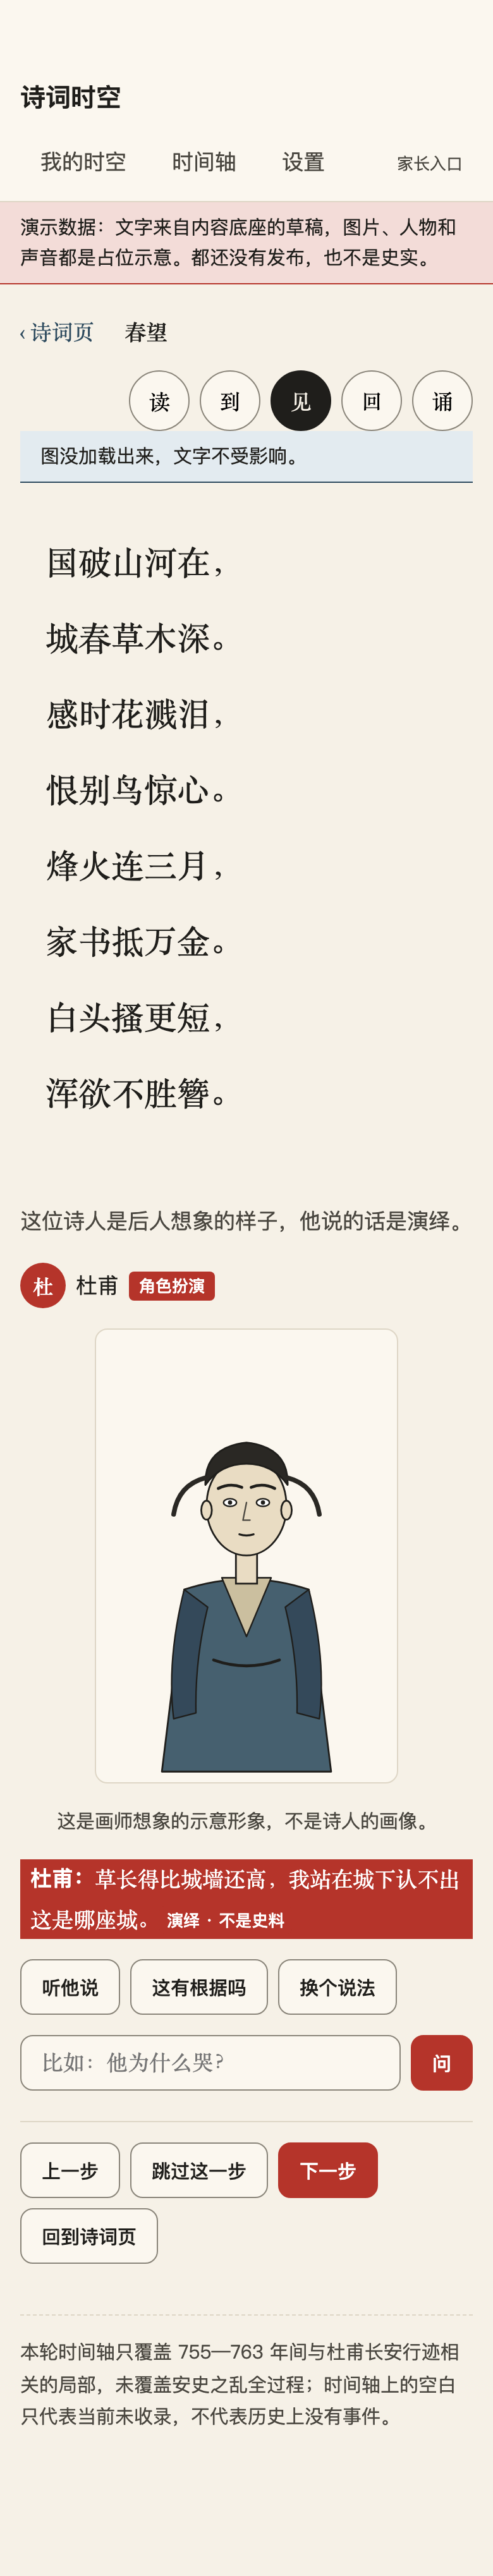 诗词时空
我的时空 时间轴 设置 家长入口
演示数据：文字来自内容底座的草稿，图片、人物和
声音都是占位示意。都还没有发布，也不是史实。
‹ 诗词页 春望
读 到 见 回 诵
图没加载出来，文字不受影响。
国破山河在，
城春草木深。
感时花溅泪，
恨别鸟惊心。
烽火连三月，
家书抵万金。
白头搔更短，
浑欲不胜簪。
这位诗人是后人想象的样子，他说的话是演绎。
杜 杜甫 角色扮演
这是画师想象的示意形象，不是诗人的画像。
杜甫：草长得比城墙还高，我站在城下认不出
这是哪座城。 演绎 · 不是史料
听他说 这有根据吗 换个说法
比如：他为什么哭? 问
上一步 跳过这一步 下一步
回到诗词页
本轮时间轴只覆盖 755—763 年间与杜甫长安行迹相
关的局部，未覆盖安史之乱全过程；时间轴上的空白
只代表当前未收录，不代表历史上没有事件。